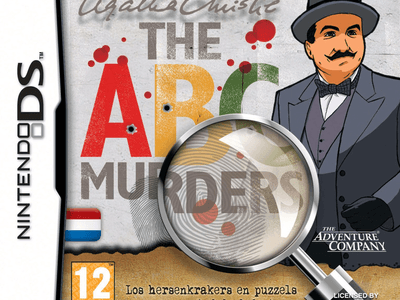 NINTENDO DS
Agatha Christie
THE
ABC
MURDERS
THE
ADVENTURE
COMPANY
12
Los hersenkrakers en puzzels
LICENSED BY